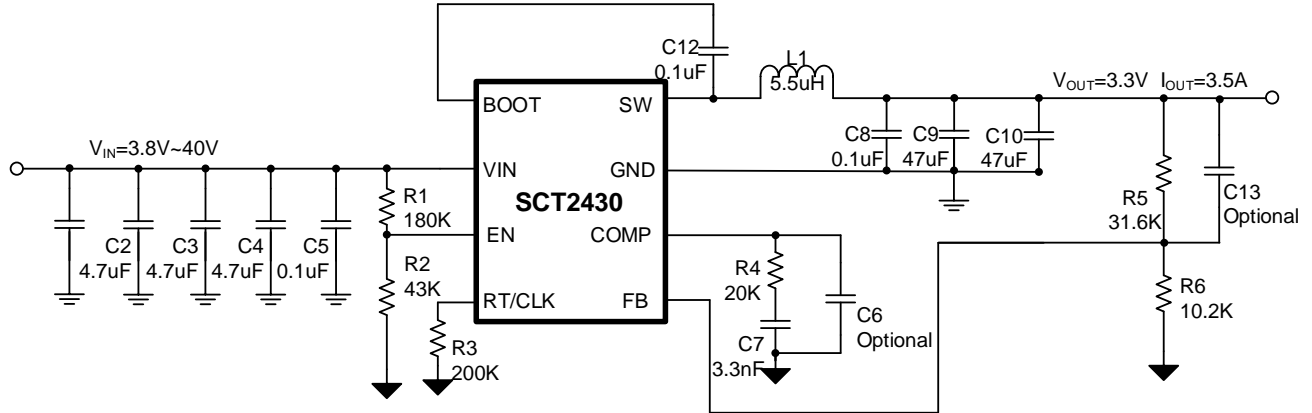 C12
0.1uF
L1
5.5uH
BOOT
SW
V_OUT=3.3V
I_OUT=3.5A
C8
0.1uF
C9
47uF
C10
47uF
V_IN=3.8V~40V
VIN
GND
SCT2430
R1
180K
EN
COMP
R5
31.6K
C13
Optional
C2
4.7uF
C3
4.7uF
C4
4.7uF
C5
0.1uF
R2
43K
R4
20K
RT/CLK
FB
R6
10.2K
C6
Optional
R3
200K
C7
3.3nF